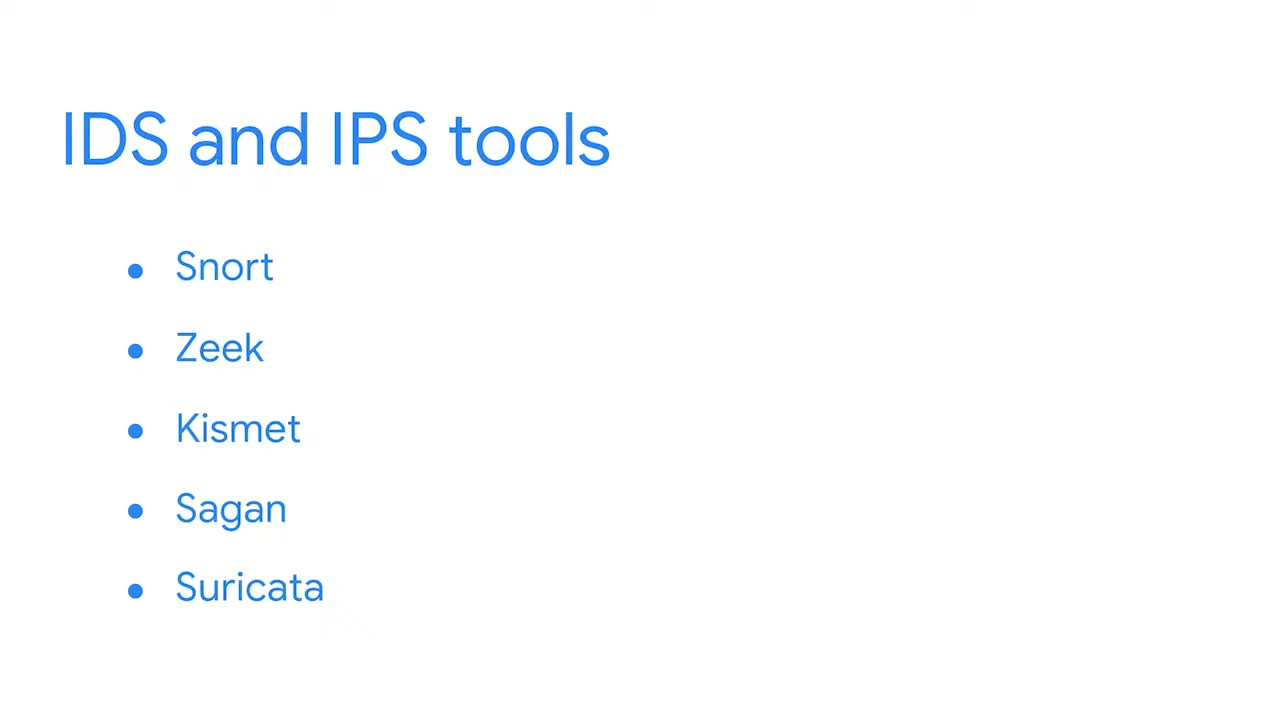 IDS and IPS tools
● Snort
● Zeek
● Kismet
● Sagan
● Suricata